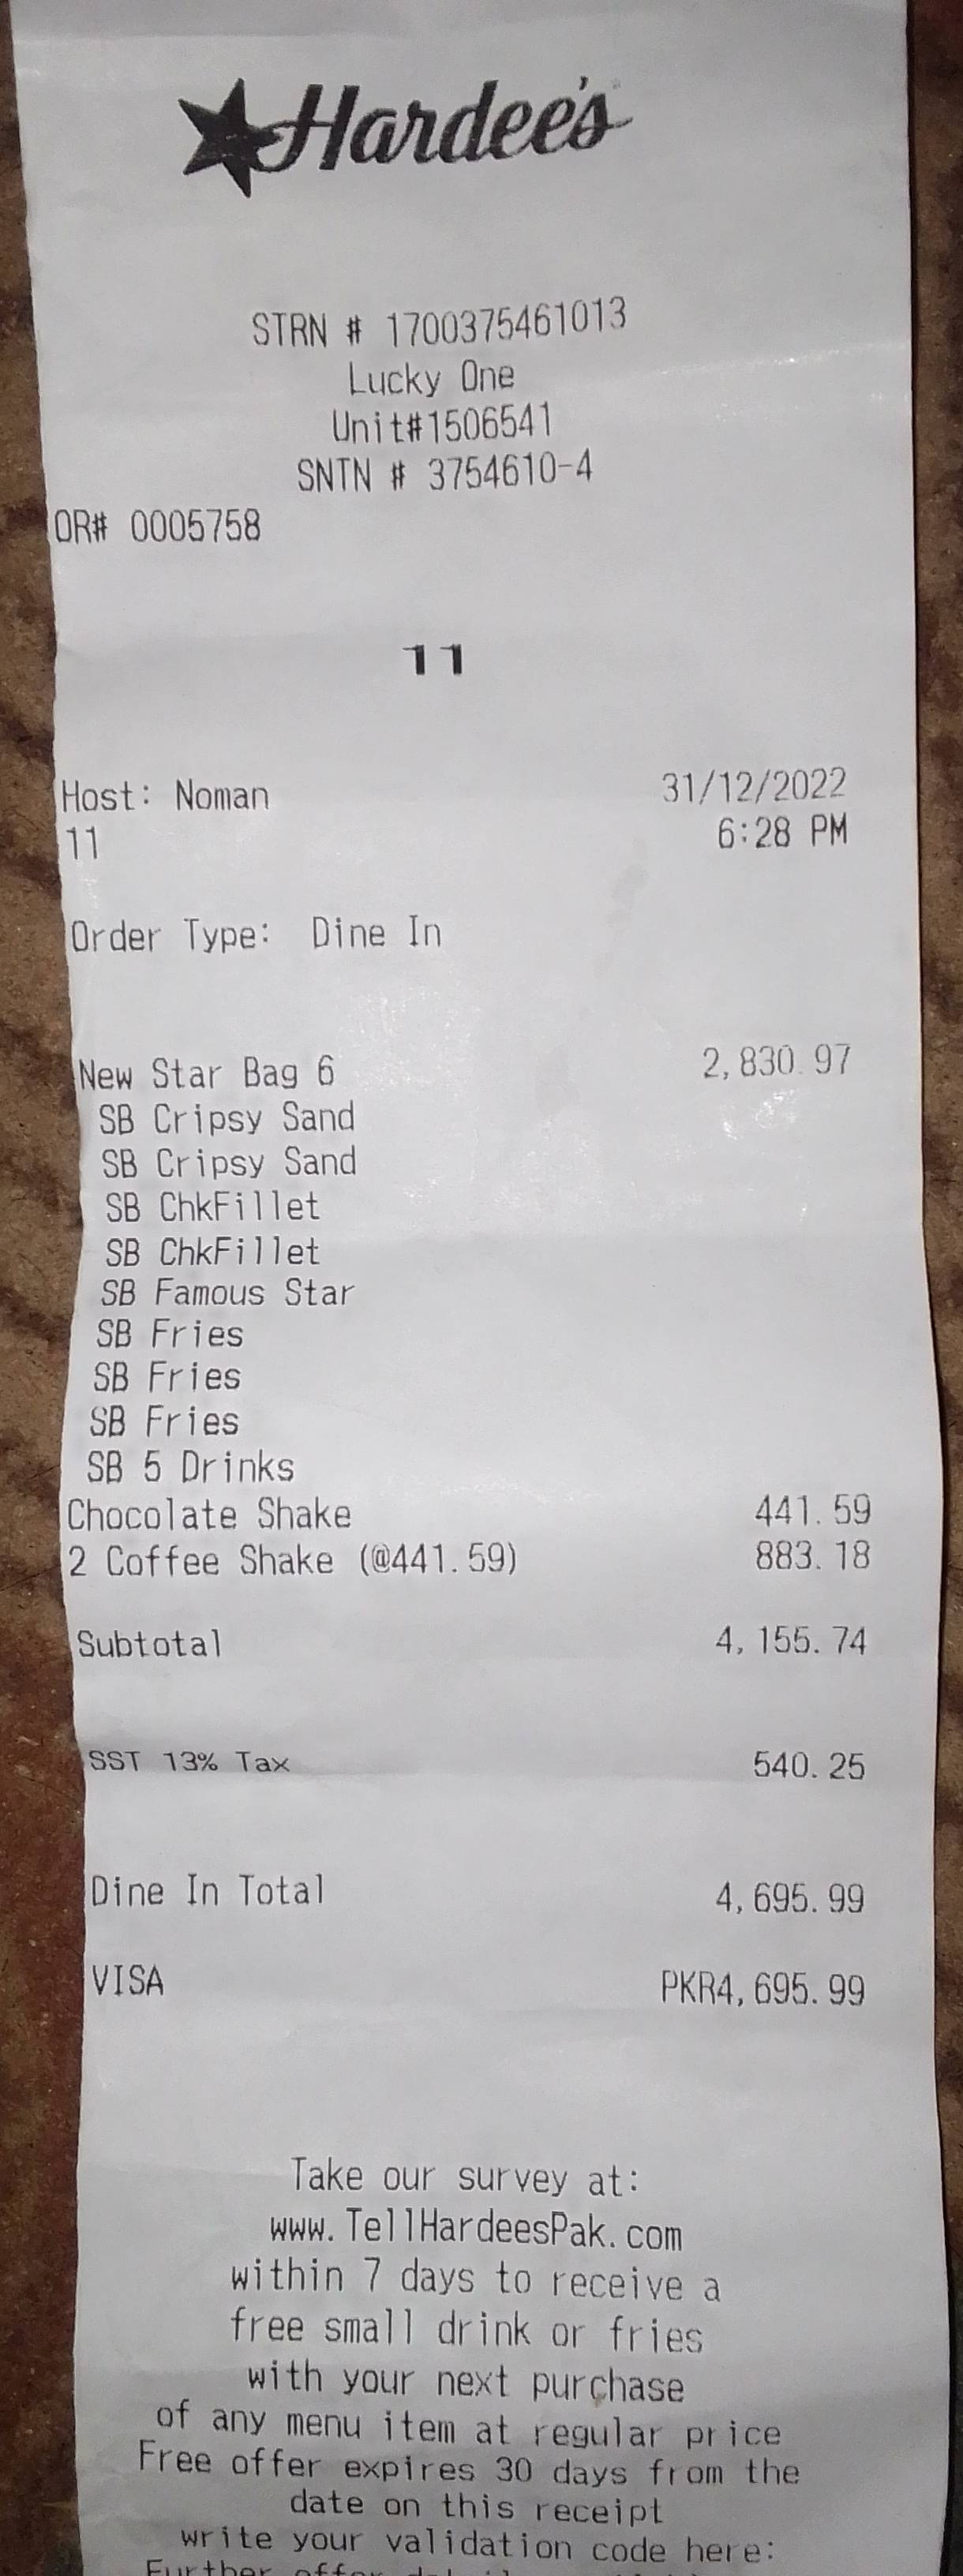 Hardee's
STRN # 1700375461013
Lucky One
Unit#1506541
SNTN # 3754610-4
OR# 0005758
11
Host: Noman 31/12/2022
11 6:28 PM
Order Type: Dine In
New Star Bag 6 2,830.97
SB Cripsy Sand
SB Cripsy Sand
SB ChkFillet
SB ChkFillet
SB Famous Star
SB Fries
SB Fries
SB Fries
SB 5 Drinks
Chocolate Shake 441.59
2 Coffee Shake (@441.59) 883.18
Subtotal 4,155.74
SST 13% Tax 540.25
Dine In Total 4,695.99
VISA PKR4,695.99
Take our survey at:
www.TellHardeesPak.com
within 7 days to receive a
free small drink or fries
with your next purchase
of any menu item at regular price
Free offer expires 30 days from the
date on this receipt
write your validation code here:
Further offer